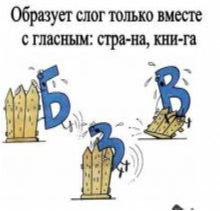 Образует слог только вместе
с гласным: стра-на, кни-га
Б
В
З